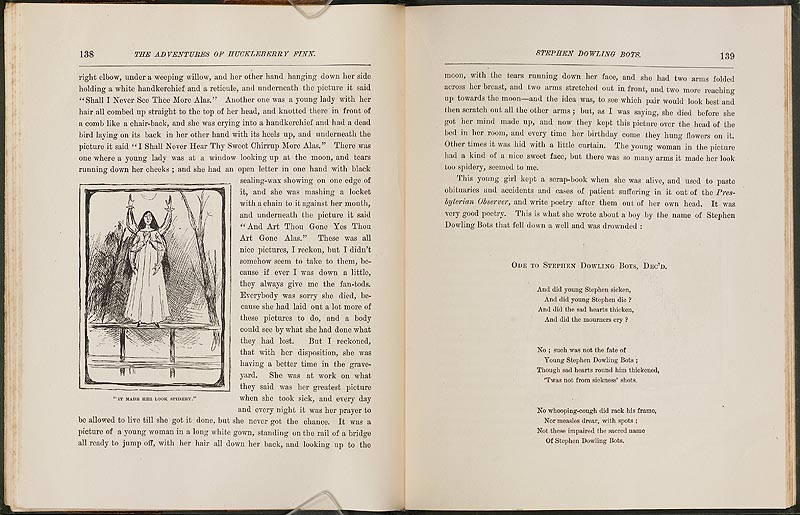 138 THE ADVENTURES OF HUCKLEBERRY FINN.
right elbow, under a weeping willow, and her other hand hanging down her side
holding a white handkerchief and a reticule, and underneath the picture it said
“Shall I Never See Thee More Alas.” Another one was a young lady with her
hair all combed up straight to the top of her head, and knotted there in front of
a comb like a chair-back, and she was crying into a handkerchief and had a dead
bird laying on its back in her other hand with its heels up, and underneath the
picture it said “I Shall Never Hear Thy Sweet Chirrup More Alas.” There was
one where a young lady was at a window looking up at the moon, and tears
running down her cheeks ; and she had an open letter in one hand with black
sealing-wax showing on one edge of
it, and she was mashing a locket
with a chain to it against her mouth,
and underneath the picture it said
“And Art Thou Gone Yes Thou
Art Gone Alas.” These was all
nice pictures, I reckon, but I didn’t
somehow seem to take to them, be-
cause if ever I was down a little,
they always give me the fan-tods.
Everybody was sorry she died, be-
cause she had laid out a lot more of
these pictures to do, and a body
could see by what she had done what
they had lost. But I reckoned,
that with her disposition, she was
having a better time in the grave-
yard. She was at work on what
they said was her greatest picture
when she took sick, and every day
and every night it was her prayer to
“IT MADE HER LOOK SPIDERY.”
be allowed to live till she got it done, but she never got the chance. It was a
picture of a young woman in a long white gown, standing on the rail of a bridge
all ready to jump off, with her hair all down her back, and looking up to the
STEPHEN DOWLING BOTS. 139
moon, with the tears running down her face, and she had two arms folded
across her breast, and two arms stretched out in front, and two more reaching
up towards the moon—and the idea was, to see which pair would look best and
then scratch out all the other arms ; but, as I was saying, she died before she
got her mind made up, and now they kept this picture over the head of the
bed in her room, and every time her birthday come they hung flowers on it.
Other times it was hid with a little curtain. The young woman in the picture
had a kind of a nice sweet face, but there was so many arms it made her look
too spidery, seemed to me.
This young girl kept a scrap-book when she was alive, and used to paste
obituaries and accidents and cases of patient suffering in it out of the Pres-
byterian Observer, and write poetry after them out of her own head. It was
very good poetry. This is what she wrote about a boy by the name of Stephen
Dowling Bots that fell down a well and was drownded :
ODE TO STEPHEN DOWLING BOTS, DEC’D.
And did young Stephen sicken,
And did young Stephen die ?
And did the sad hearts thicken,
And did the mourners cry ?
No ; such was not the fate of
Young Stephen Dowling Bots ;
Though sad hearts round him thickened,
’Twas not from sickness’ shots.
No whooping-cough did rack his frame,
Nor measles drear, with spots ;
Not these impaired the sacred name
Of Stephen Dowling Bots.